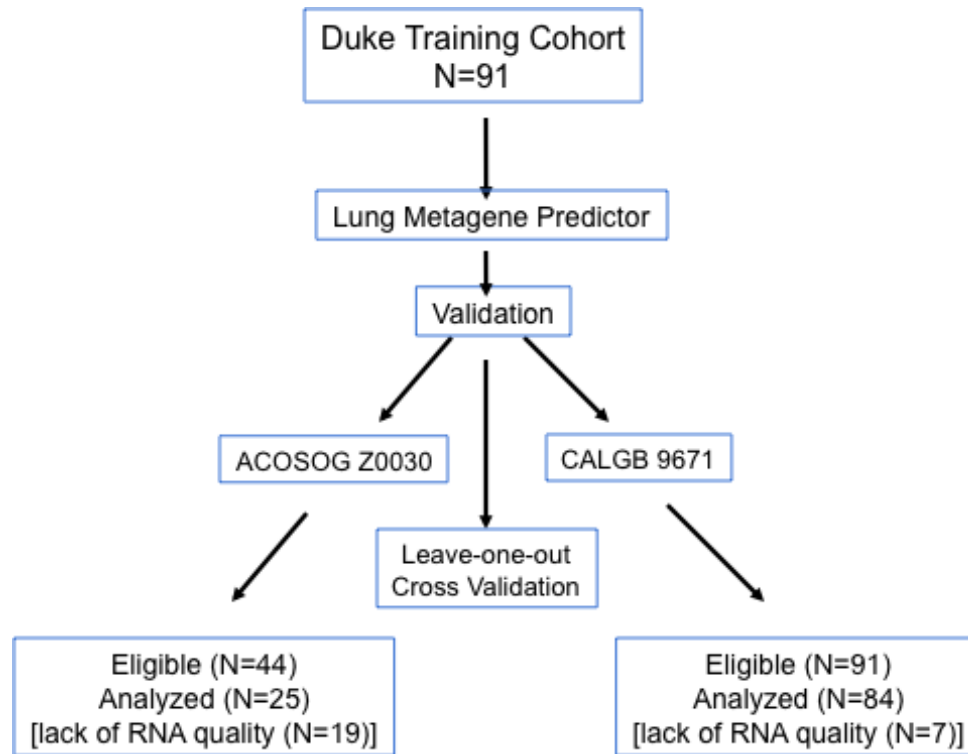 Duke Training Cohort
N=91
Lung Metagene Predictor
Validation
ACOSOG Z0030
CALGB 9671
Leave-one-out
Cross Validation
Eligible (N=44)
Analyzed (N=25)
[lack of RNA quality (N=19)]
Eligible (N=91)
Analyzed (N=84)
[lack of RNA quality (N=7)]